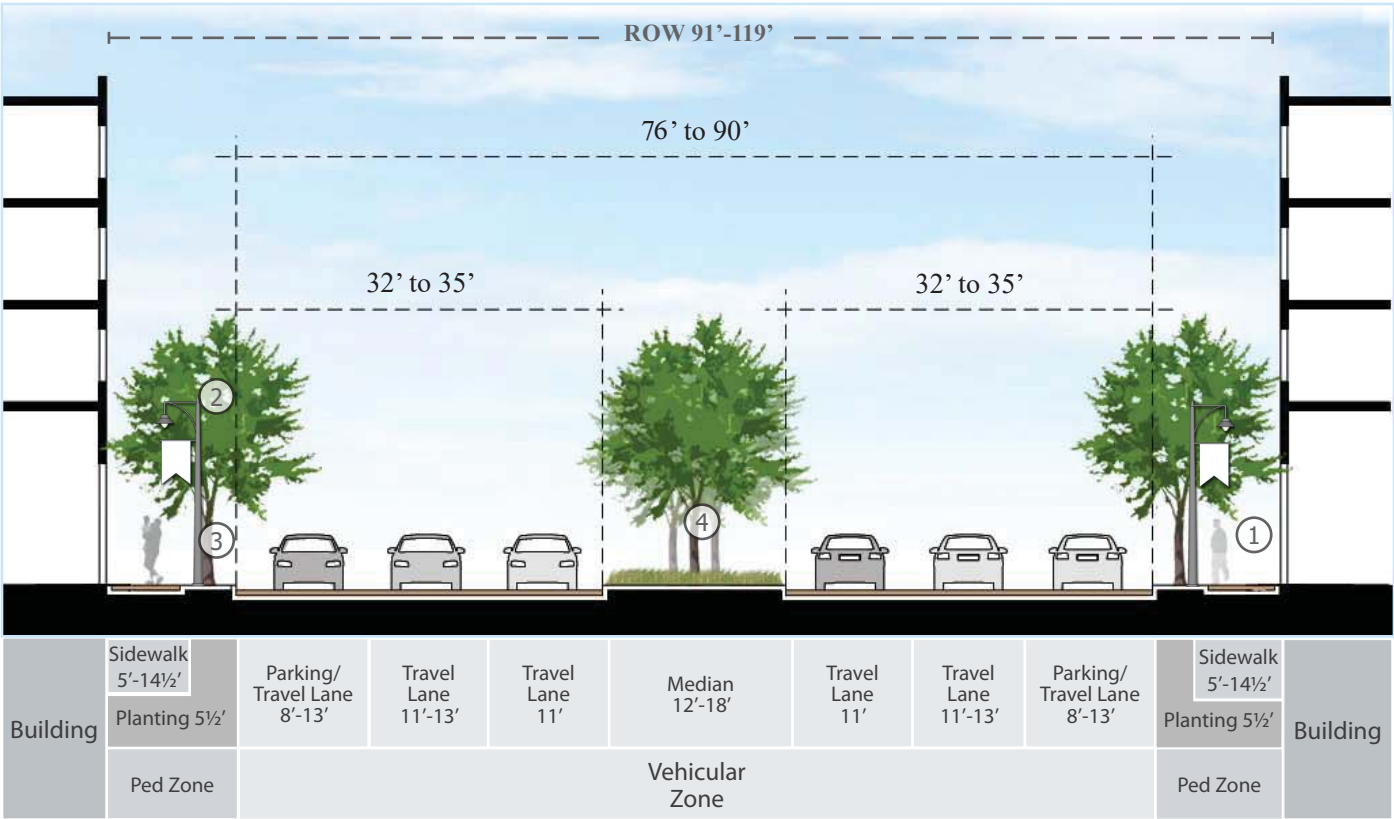 ROW 91’-119’
76’ to 90’
32’ to 35’
32’ to 35’
2
3
4
1
Building
Sidewalk
5’-14½’
Planting 5½’
Parking/
Travel Lane
8’-13’
Travel
Lane
11’-13’
Travel
Lane
11’
Median
12’-18’
Travel
Lane
11’
Travel
Lane
11’-13’
Parking/
Travel Lane
8’-13’
Sidewalk
5’-14½’
Planting 5½’
Building
Ped Zone
Vehicular
Zone
Ped Zone